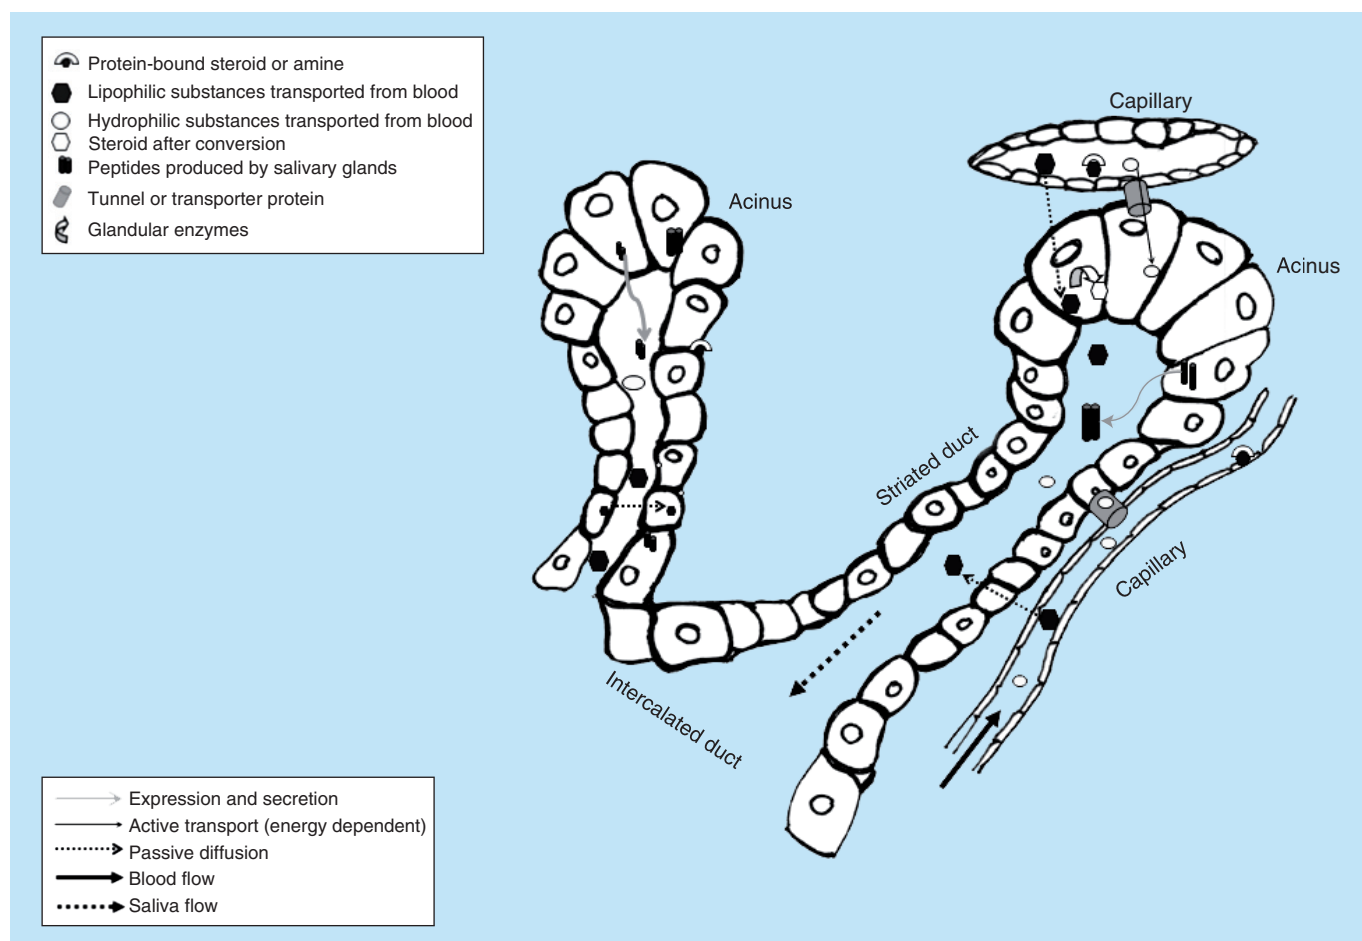 Protein-bound steroid or amine
Lipophilic substances transported from blood
Hydrophilic substances transported from blood
Steroid after conversion
Peptides produced by salivary glands
Tunnel or transporter protein
Glandular enzymes
Capillary
Acinus
Acinus
Striated duct
Capillary
Intercalated duct
Expression and secretion
Active transport (energy dependent)
Passive diffusion
Blood flow
Saliva flow